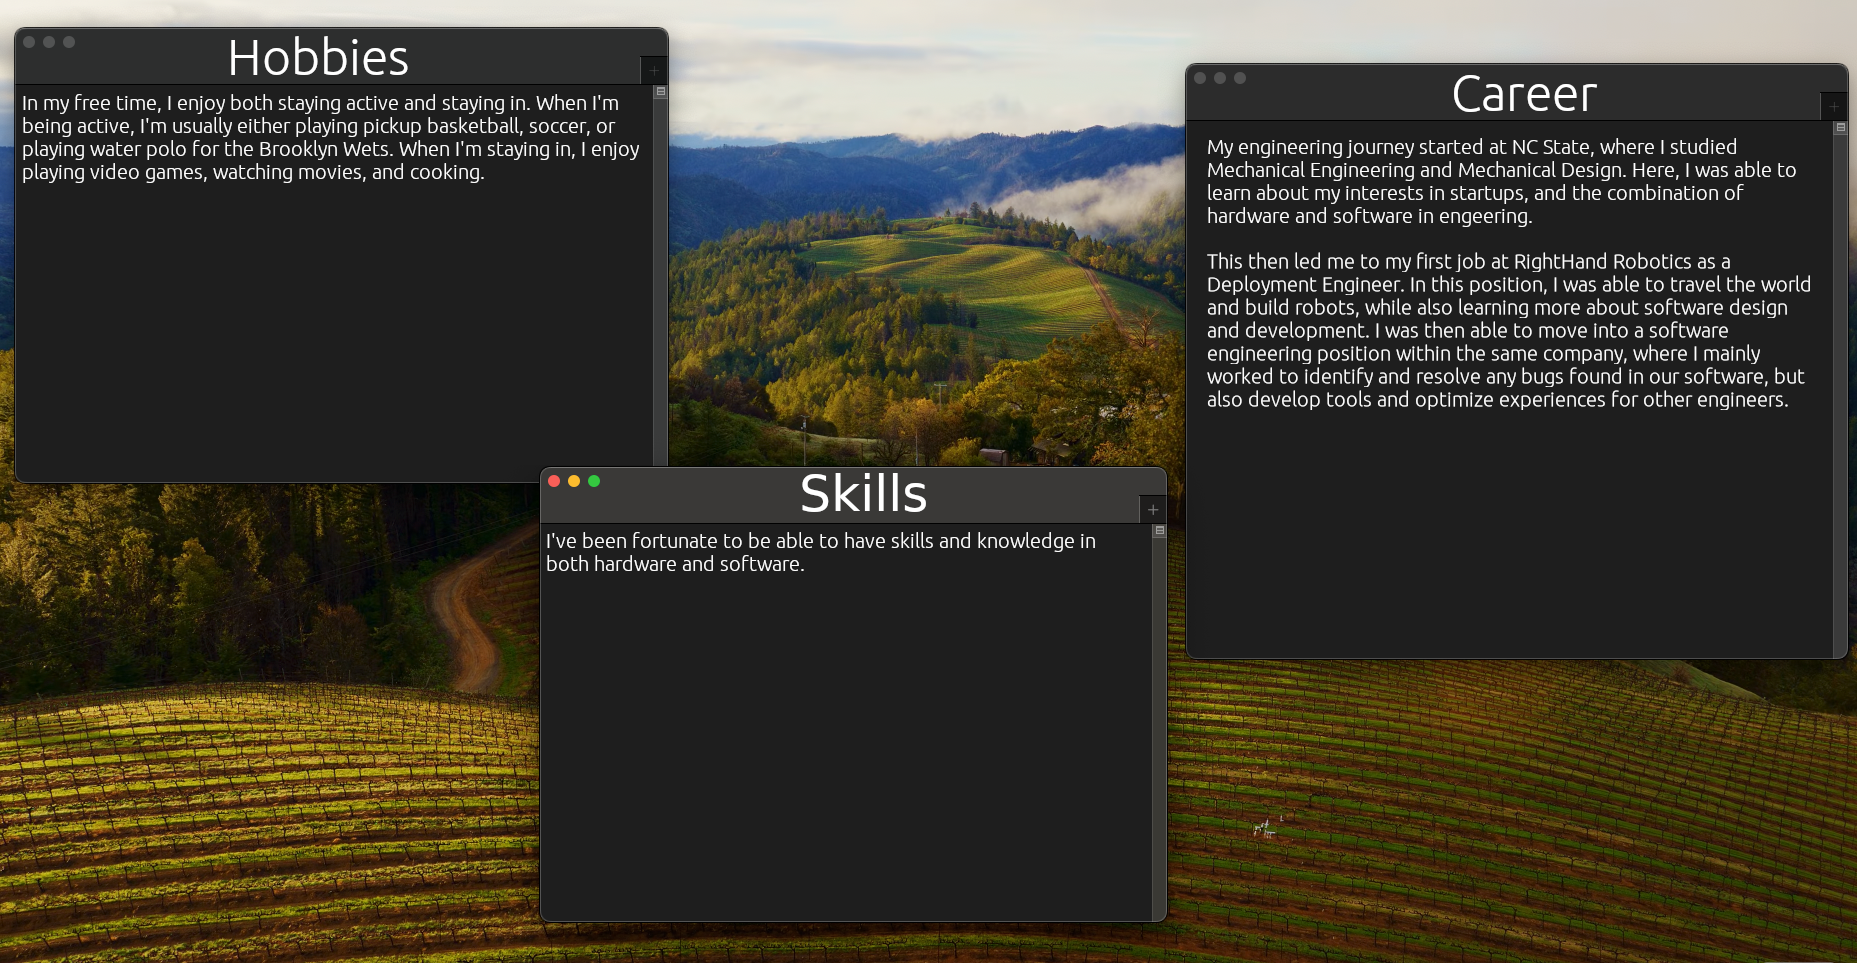 Hobbies
In my free time, I enjoy both staying active and staying in. When I'm
being active, I'm usually either playing pickup basketball, soccer, or
playing water polo for the Brooklyn Wets. When I'm staying in, I enjoy
playing video games, watching movies, and cooking.
Career
My engineering journey started at NC State, where I studied
Mechanical Engineering and Mechanical Design. Here, I was able to
learn about my interests in startups, and the combination of
hardware and software in engeering.
This then led me to my first job at RightHand Robotics as a
Deployment Engineer. In this position, I was able to travel the world
and build robots, while also learning more about software design
and development. I was then able to move into a software
engineering position within the same company, where I mainly
worked to identify and resolve any bugs found in our software, but
also develop tools and optimize experiences for other engineers.
Skills
I've been fortunate to be able to have skills and knowledge in
both hardware and software.